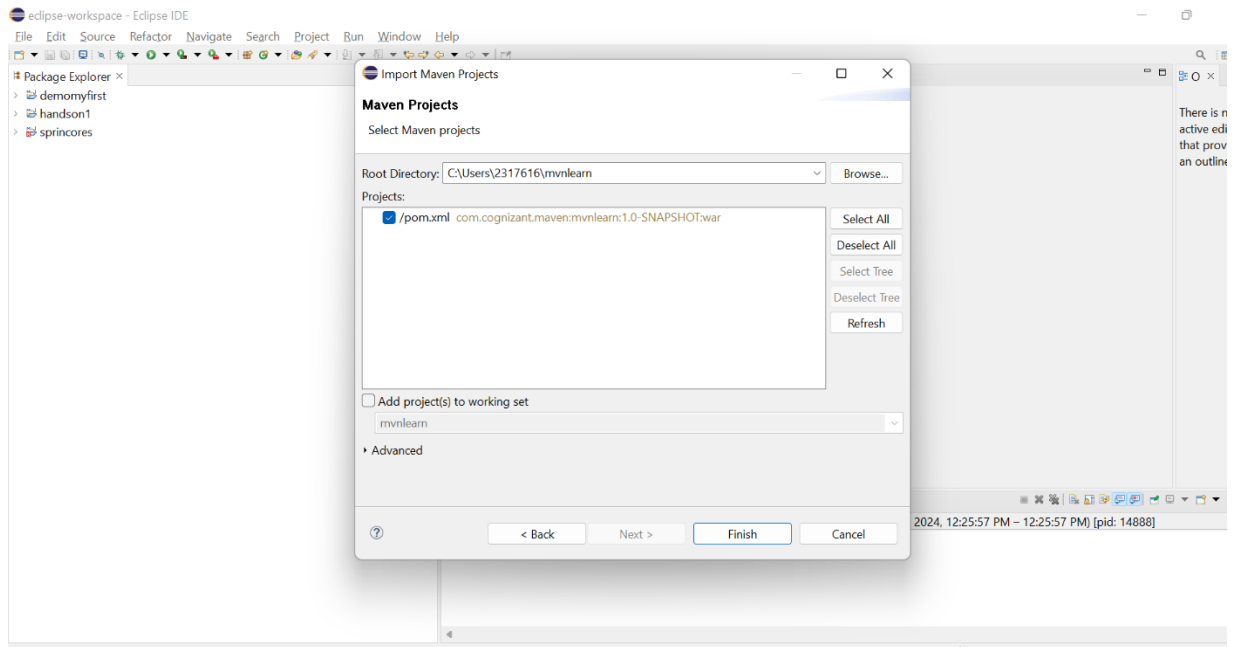 eclipse-workspace - Eclipse IDE
File Edit Source Refactor Navigate Search Project Run Window Help
Package Explorer
demomyfirst
handson1
sprincores
Import Maven Projects
Maven Projects
Select Maven projects
Root Directory: C:\Users\2317616\mvnlearn Browse...
Projects:
/pom.xml com.cognizant.maven:mvnlearn:1.0-SNAPSHOT:war
Select All
Deselect All
Select Tree
Deselect Tree
Refresh
Add project(s) to working set
mvnlearn
Advanced
< Back Next > Finish Cancel
O
There is n
active edi
that prov
an outline
2024, 12:25:57 PM – 12:25:57 PM) [pid: 14888]